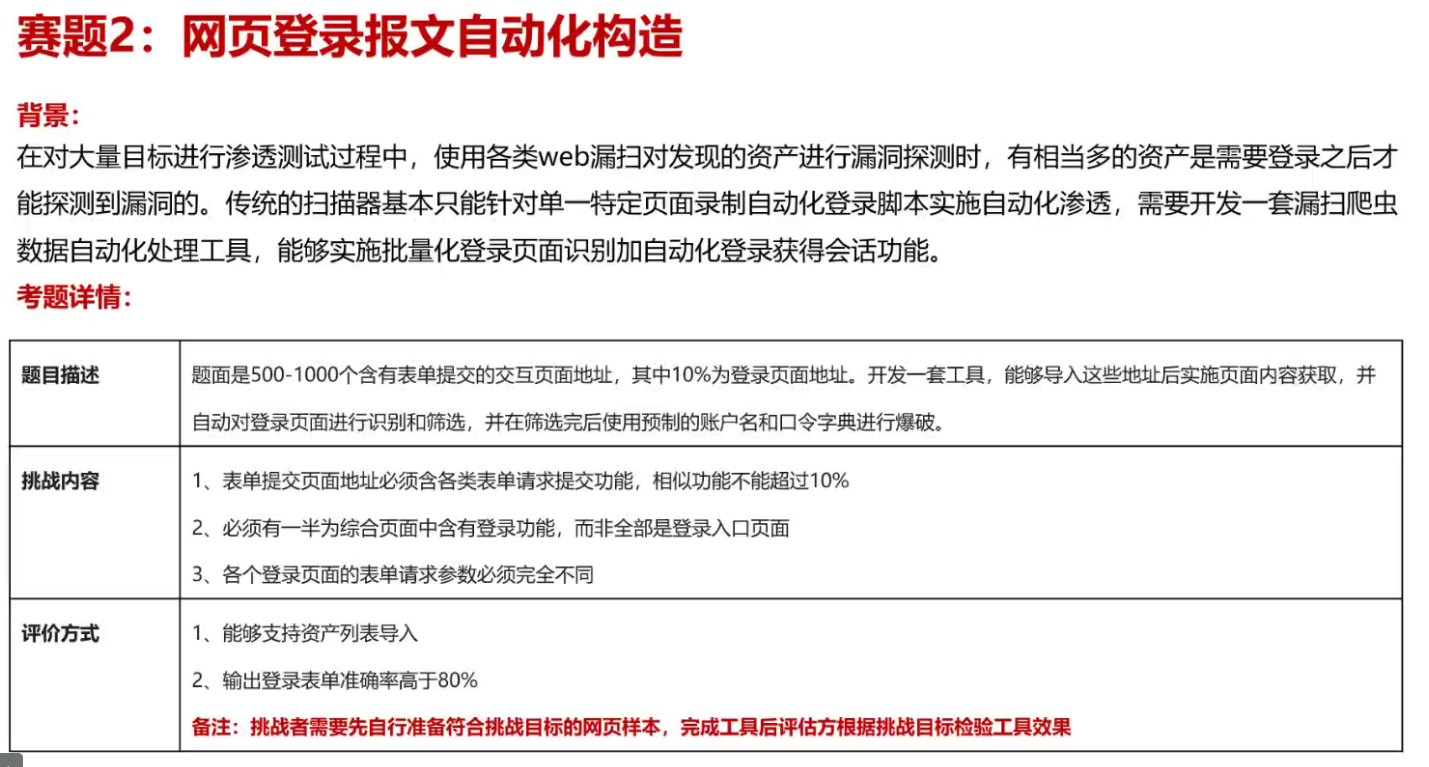 赛题2：网页登录报文自动化构造
背景：
在对大量目标进行渗透测试过程中，使用各类web漏扫对发现的资产进行漏洞探测时，有相当多的资产是需要登录之后才
能探测到漏洞的。传统的扫描器基本只能针对单一特定页面录制自动化登录脚本实施自动化渗透，需要开发一套漏扫爬虫
数据自动化处理工具，能够实施批量化登录页面识别加自动化登录获得会话功能。
考题详情：
题目描述
题面是500-1000个含有表单提交的交互页面地址，其中10%为登录页面地址。开发一套工具，能够导入这些地址后实施页面内容获取，并
自动对登录页面进行识别和筛选，并在筛选完后使用预制的账户名和口令字典进行爆破。
挑战内容
1、表单提交页面地址必须含各类表单请求提交功能，相似功能不能超过10%
2、必须有一半为综合页面中含有登录功能，而非全部是登录入口页面
3、各个登录页面的表单请求参数必须完全不同
评价方式
1、能够支持资产列表导入
2、输出登录表单准确率高于80%
备注：挑战者需要先自行准备符合挑战目标的网页样本，完成工具后评估方根据挑战目标检验工具效果